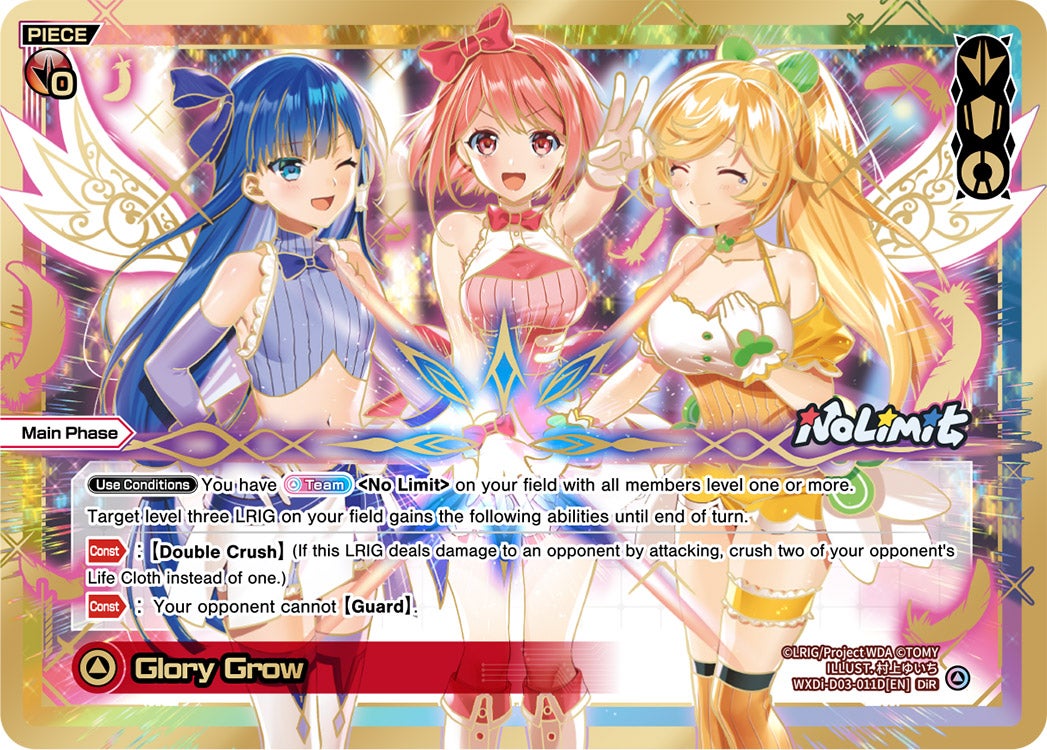 PIECE
0
NoLimit
Main Phase
Use Conditions You have Team <No Limit> on your field with all members level one or more.
Target level three LRIG on your field gains the following abilities until end of turn.
Const : 【Double Crush】 (If this LRIG deals damage to an opponent by attacking, crush two of your opponent's
Life Cloth instead of one.)
Const : Your opponent cannot 【Guard】.
Glory Grow
©LRIG/Project WDA ©TOMY
ILLUST. 村上ゆいち
WXDi-D03-011D[EN] DiR